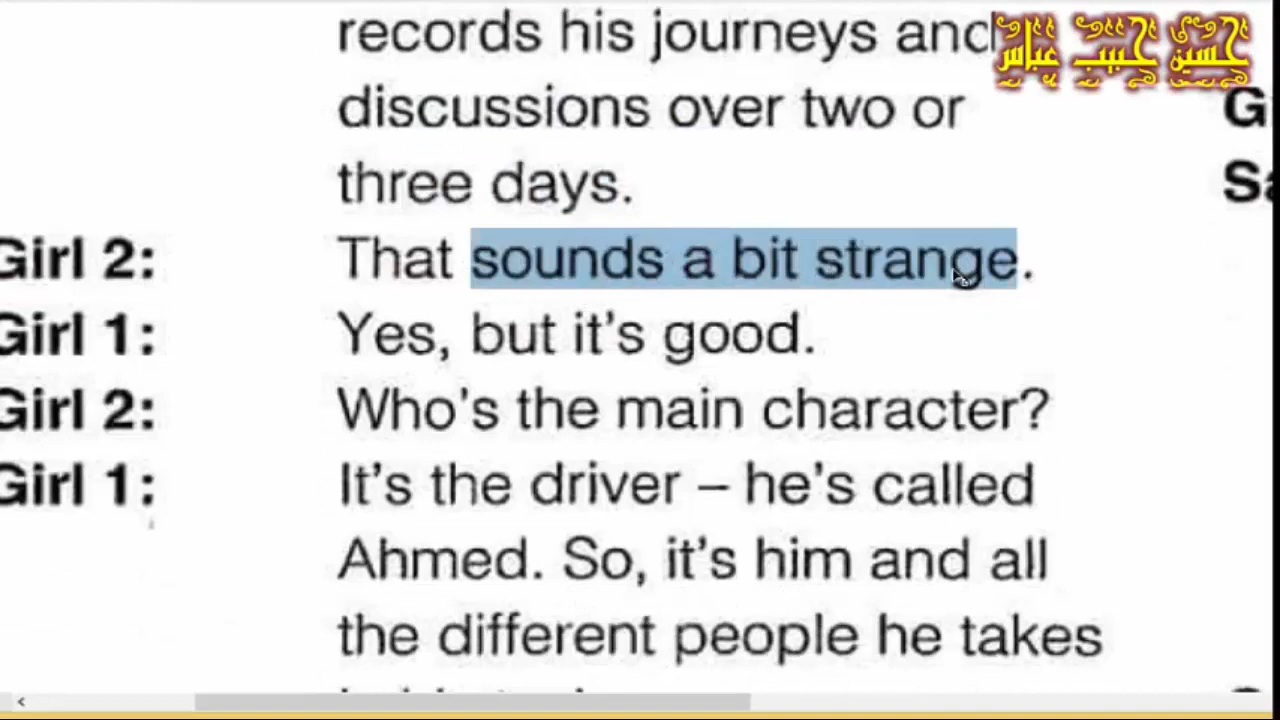 records his journeys and
حسين حبيب عباس
discussions over two or
three days.
Girl 2: That sounds a bit strange.
Girl 1: Yes, but it's good.
Girl 2: Who's the main character?
Girl 1: It's the driver – he's called
Ahmed. So, it's him and all
the different people he takes